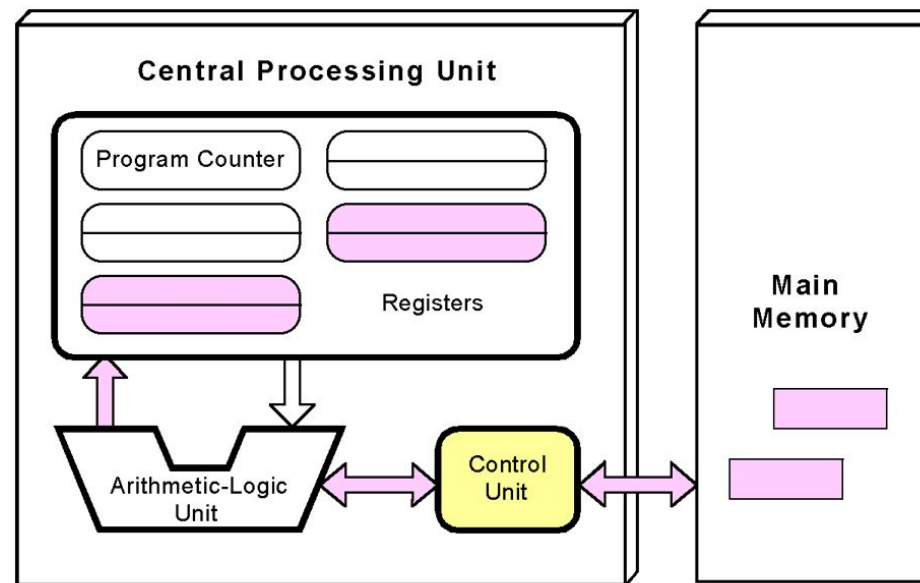 Central Processing Unit
Program Counter
Registers
Main
Memory
Arithmetic-Logic
Unit
Control
Unit